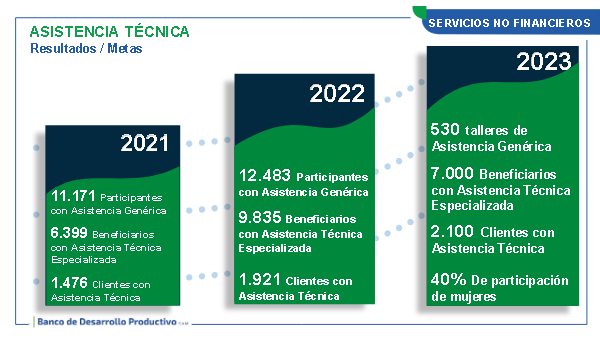 SERVICIOS NO FINANCIEROS
ASISTENCIA TÉCNICA
Resultados / Metas
2021
11.171 Participantes
con Asistencia Genérica
6.399 Beneficiarios
con Asistencia Técnica
Especializada
1.476 Clientes con
Asistencia Técnica
2022
12.483 Participantes
con Asistencia Genérica
9.835 Beneficiarios
con Asistencia Técnica
Especializada
1.921 Clientes con
Asistencia Técnica
2023
530 talleres de
Asistencia Genérica
7.000 Beneficiarios
con Asistencia Técnica
Especializada
2.100 Clientes con
Asistencia Técnica
40% De participación
de mujeres
Banco de Desarrollo Productivo